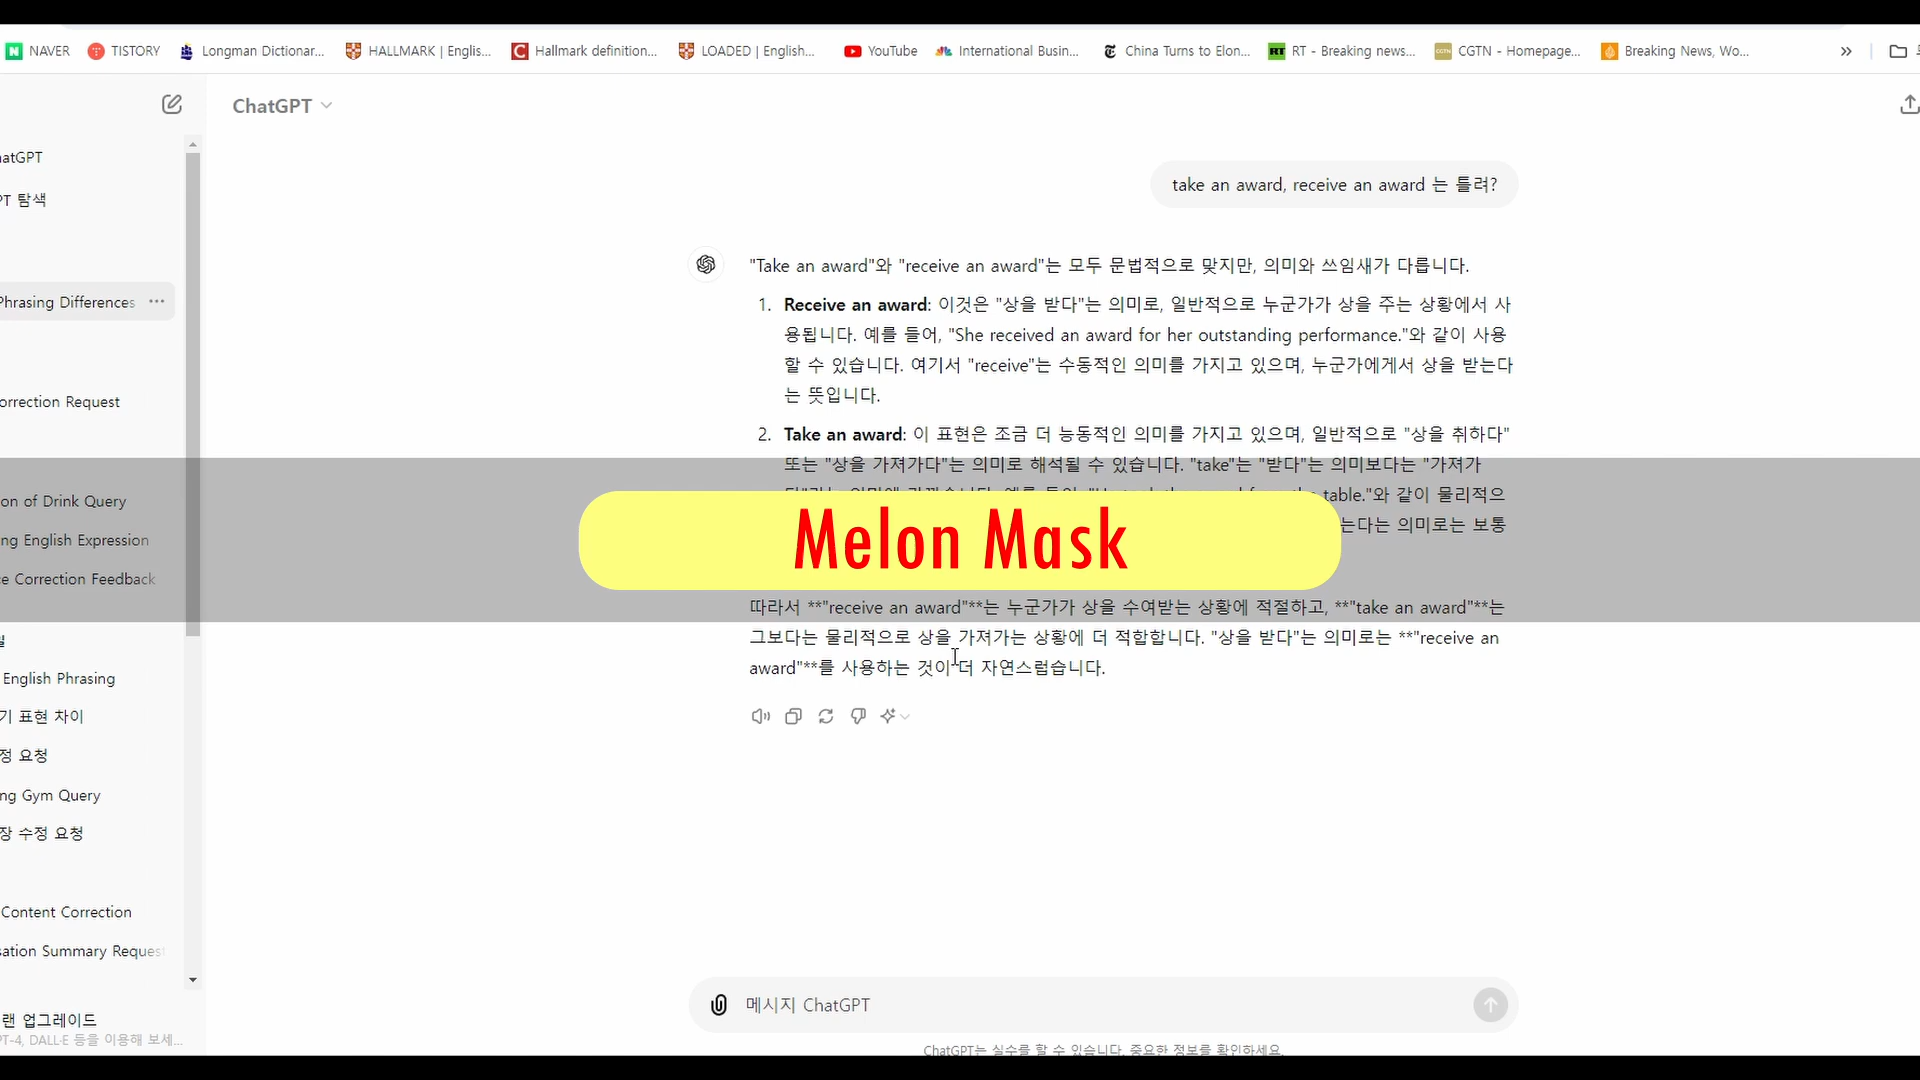 NAVER TISTORY Longman Dictionar... HALLMARK | Englis... Hallmark definition... LOADED | English... YouTube International Busin... China Turns to Elon... RT - Breaking news... CGTN - Homepage... Breaking News, Wo... »
ChatGPT
atGPT
PT 탐색
Phrasing Differences ...
orrection Request
on of Drink Query
ng English Expression
e Correction Feedback
English Phrasing
기 표현 차이
정 요청
ng Gym Query
장 수정 요청
Content Correction
sation Summary Reques
랜 업그레이드
PT-4, DALL·E 등을 이용해 보세...
take an award, receive an award 는 틀려?
"Take an award"와 "receive an award"는 모두 문법적으로 맞지만, 의미와 쓰임새가 다릅니다.
1. Receive an award: 이것은 "상을 받다"는 의미로, 일반적으로 누군가가 상을 주는 상황에서 사
용됩니다. 예를 들어, "She received an award for her outstanding performance."와 같이 사용
할 수 있습니다. 여기서 "receive"는 수동적인 의미를 가지고 있으며, 누군가에게서 상을 받는다
는 뜻입니다.
2. Take an award: 이 표현은 조금 더 능동적인 의미를 가지고 있으며, 일반적으로 "상을 취하다"
또는 "상을 가져가다"는 의미로 해석될 수 있습니다. "take"는 "받다"는 의미보다는 "가져가
table."와 같이 물리적으
는다는 의미로는 보통
Melon Mask
따라서 **"receive an award"**는 누군가가 상을 수여받는 상황에 적절하고, **"take an award"**는
그보다는 물리적으로 상을 가져가는 상황에 더 적합합니다. "상을 받다"는 의미로는 **"receive an
award"**를 사용하는 것이 더 자연스럽습니다.
메시지 ChatGPT
ChatGPT는 실수를 할 수 있습니다. 중요한 정보를 확인하세요.